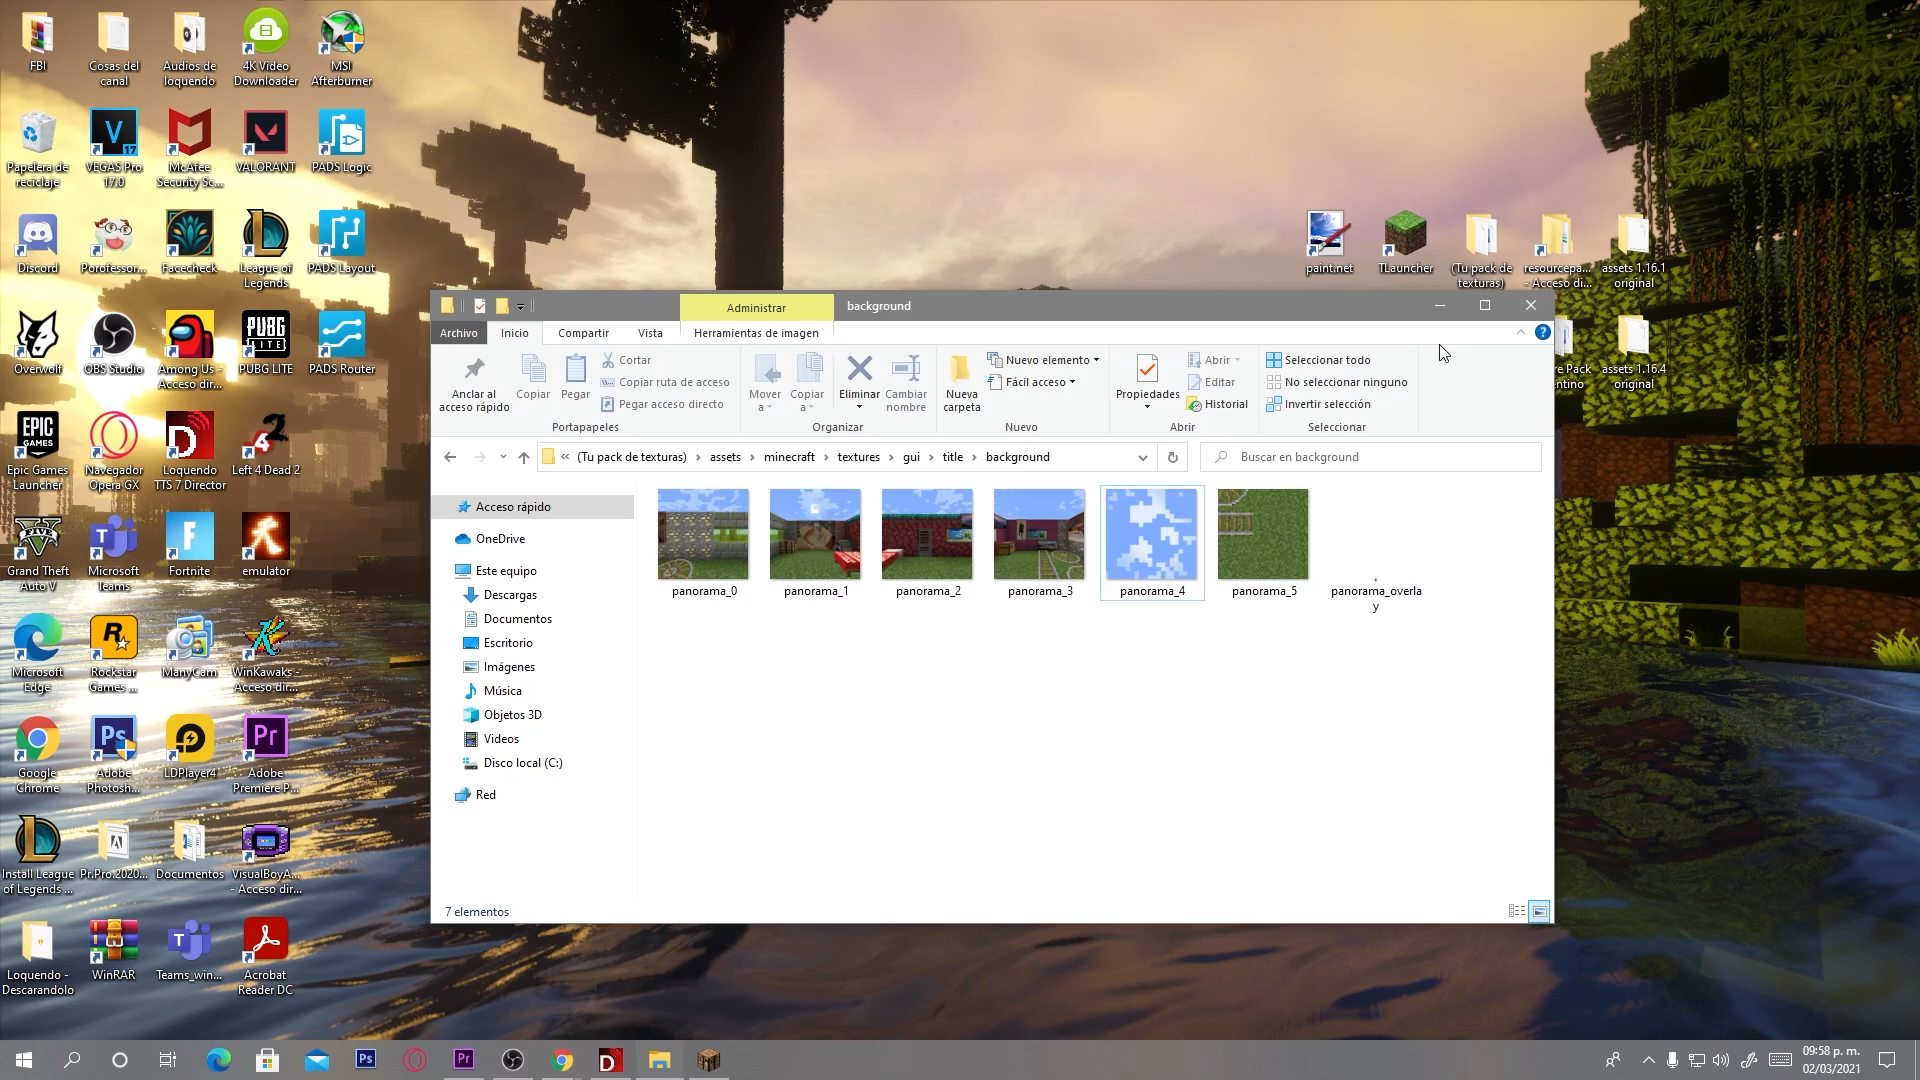 FBI
Cosas del
canal
Audios de
loquendo
4K Video
Downloader
MSI
Afterburner
Papelera de
reciclaje
VEGAS Pro
17.0
McAfee
Security Sc...
VALORANT
PADS Logic
Discord
Porofessor...
Facecheck
League of
Legends
PADS Layout
Overwolf
OBS Studio
Among Us -
Acceso dir...
PUBG LITE
PADS Router
Epic Games
Launcher
Navegador
Opera GX
Loquendo
TTS 7 Director
Left 4 Dead 2
Grand Theft
Auto V
Microsoft
Teams
Fortnite
emulator
Microsoft
Edge
Rockstar
Games ...
ManyCam
WinKawaks -
Acceso dir...
Google
Chrome
Adobe
Photosh...
LDPlayer4
Adobe
Premiere P...
Install League
of Legends ...
Pr.Pro.2020...
Documentos
VisualBoyA...
- Acceso dir...
Loquendo -
Descarandolo
WinRAR
Teams_win...
Acrobat
Reader DC
paint.net
TLauncher
(Tu pack de
texturas)
resourcepa...
- Acceso di...
assets 1.16.1
original
re Pack
entino
assets 1.16.4
original
Administrar
background
Archivo
Inicio
Compartir
Vista
Herramientas de imagen
Anclar al
acceso rápido
Copiar
Pegar
Cortar
Copiar ruta de acceso
Pegar acceso directo
Portapapeles
Mover
a
Copiar
a
Eliminar
Cambiar
nombre
Organizar
Nueva
carpeta
Nuevo elemento
Fácil acceso
Nuevo
Propiedades
Abrir
Editar
Historial
Abrir
Seleccionar todo
No seleccionar ninguno
Invertir selección
Seleccionar
« (Tu pack de texturas) › assets › minecraft › textures › gui › title › background
Buscar en background
Acceso rápido
OneDrive
Este equipo
Descargas
Documentos
Escritorio
Imágenes
Música
Objetos 3D
Videos
Disco local (C:)
Red
panorama_0
panorama_1
panorama_2
panorama_3
panorama_4
panorama_5
panorama_overla
y
7 elementos
09:58 p. m.
02/03/2021